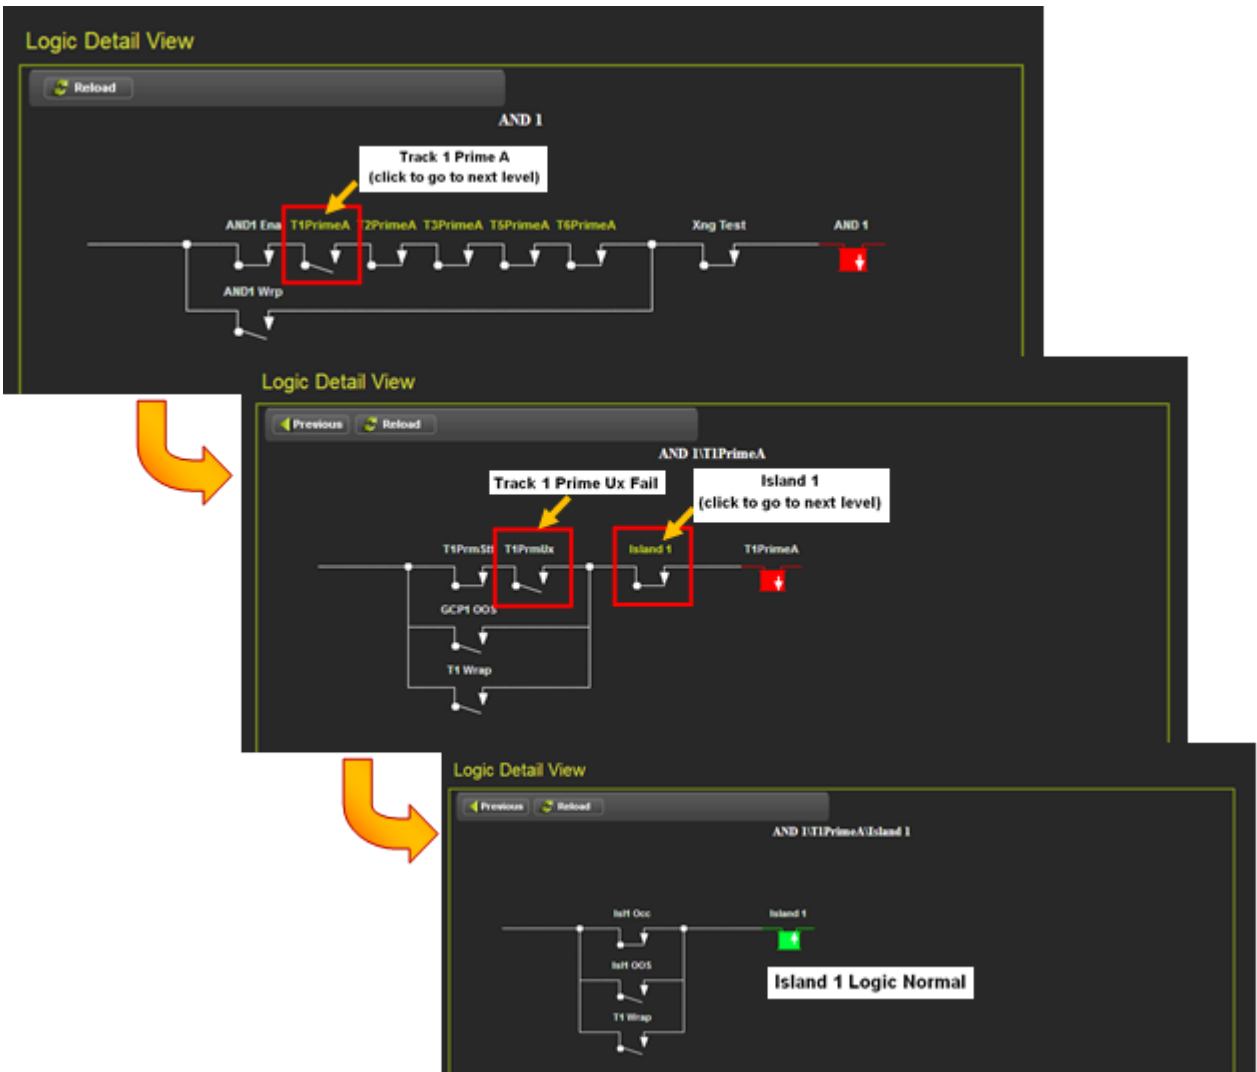 Logic Detail View
Reload
AND 1
Track 1 Prime A
(click to go to next level)
AND1 Ena T1PrimeA T2PrimeA T3PrimeA T5PrimeA T6PrimeA Xng Test AND 1
AND1 Wrp
Logic Detail View
Previous Reload
AND 1\T1PrimeA
Track 1 Prime Ux Fail
Island 1
(click to go to next level)
T1PrmStt T1PrmUx Island 1 T1PrimeA
GCP1 OOS
T1 Wrap
Logic Detail View
Previous Reload
AND 1\T1PrimeA\Island 1
Isl1 Occ Island 1
Isl1 OOS
Island 1 Logic Normal
T1 Wrap